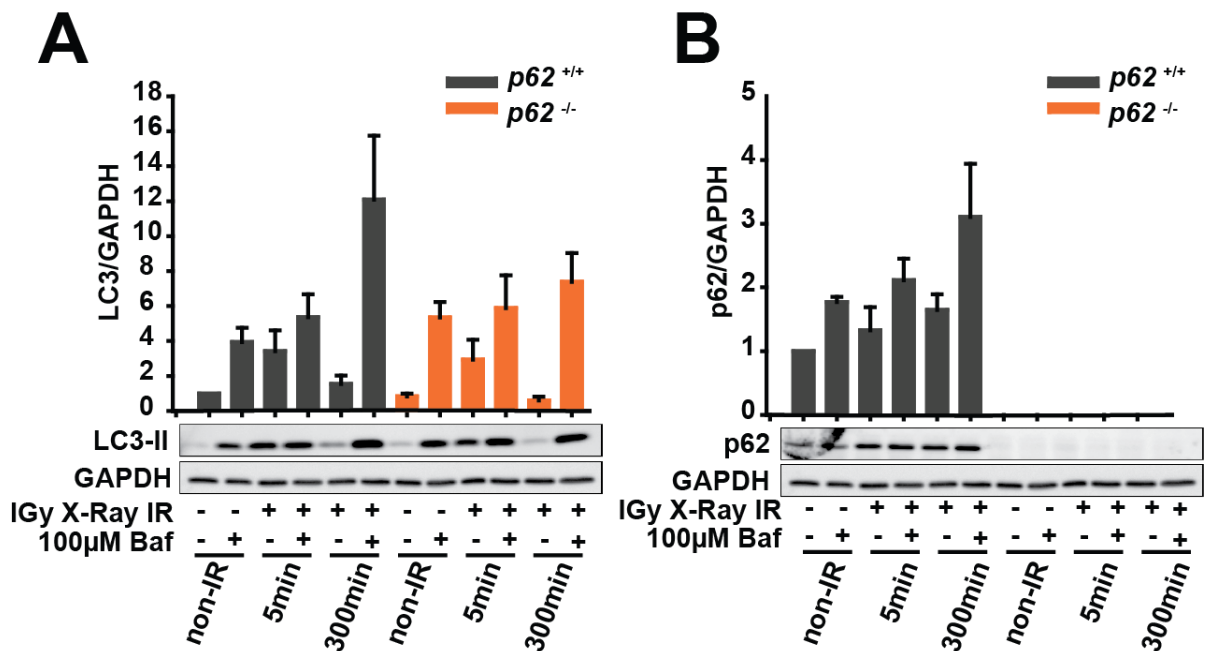 A
p62 +/+
p62 -/-
18
16
14
12
10
8
6
4
2
0
LC3/GAPDH
LC3-II
GAPDH
IGy X-Ray IR - - + + + + - - + + + +
100µM Baf - + - + - + - + - + - +
non-IR 5min 300min non-IR 5min 300min
B
p62 +/+
p62 -/-
5
4
3
2
1
0
p62/GAPDH
p62
GAPDH
IGy X-Ray IR - - + + + + - - + + + +
100µM Baf - + - + - + - + - + - +
non-IR 5min 300min non-IR 5min 300min